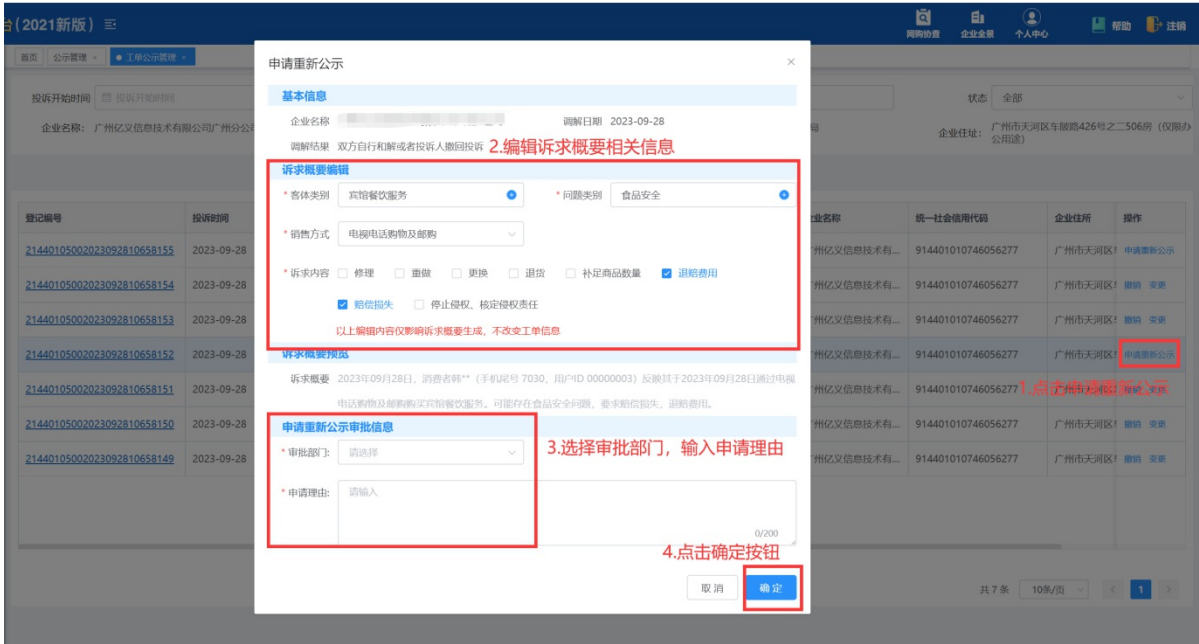 台(2021新版)
网购协查 企业全景 个人中心 帮助 注销
首页 公示管理 × 工单公示管理 ×
申请重新公示 ×
投诉开始时间 投诉开始时间
状态 全部
基本信息
企业名称 调解日期 2023-09-28
企业名称: 广州亿义信息技术有限公司广州分公
企业住址: 广州市天河区车陂路426号之二506房（仅限办
公用途）
调解结果 双方自行和解或者投诉人撤回投诉
2.编辑诉求概要相关信息
诉求概要编辑
* 客体类别 宾馆餐饮服务 * 问题类别 食品安全
* 销售方式 电视电话购物及邮购
* 诉求内容 修理 重做 更换 退货 补足商品数量 退赔费用
赔偿损失 停止侵权、核定侵权责任
以上编辑内容仅影响诉求概要生成，不改变工单信息
诉求概要预览
诉求概要 2023年09月28日，消费者韩**（手机尾号 7030，用户ID 00000003）反映其于2023年09月28日通过电视
电话购物及邮购购买宾馆餐饮服务。可能存在食品安全问题，要求赔偿损失，退赔费用。
申请重新公示审批信息
* 审批部门: 请选择
3.选择审批部门，输入申请理由
* 申请理由: 请输入
0/200
4.点击确定按钮
取消 确定
登记编号 投诉时间 业名称 统一社会信用代码 企业住所 操作
21440105002023092810658155 2023-09-28 州亿义信息技术有... 914401010746056277 广州市天河区 申请重新公示
21440105002023092810658154 2023-09-28 州亿义信息技术有... 914401010746056277 广州市天河区 撤销 变更
21440105002023092810658153 2023-09-28 州亿义信息技术有... 914401010746056277 广州市天河区 撤销 变更
21440105002023092810658152 2023-09-28 州亿义信息技术有... 914401010746056277 广州市天河区 申请重新公示
1.点击申请重新公示
21440105002023092810658151 2023-09-28 州亿义信息技术有... 914401010746056277 广州市天河区 撤销 变更
21440105002023092810658150 2023-09-28 州亿义信息技术有... 914401010746056277 广州市天河区 撤销 变更
21440105002023092810658149 2023-09-28 州亿义信息技术有... 914401010746056277 广州市天河区 撤销 变更
共 7 条 10条/页 < 1 >